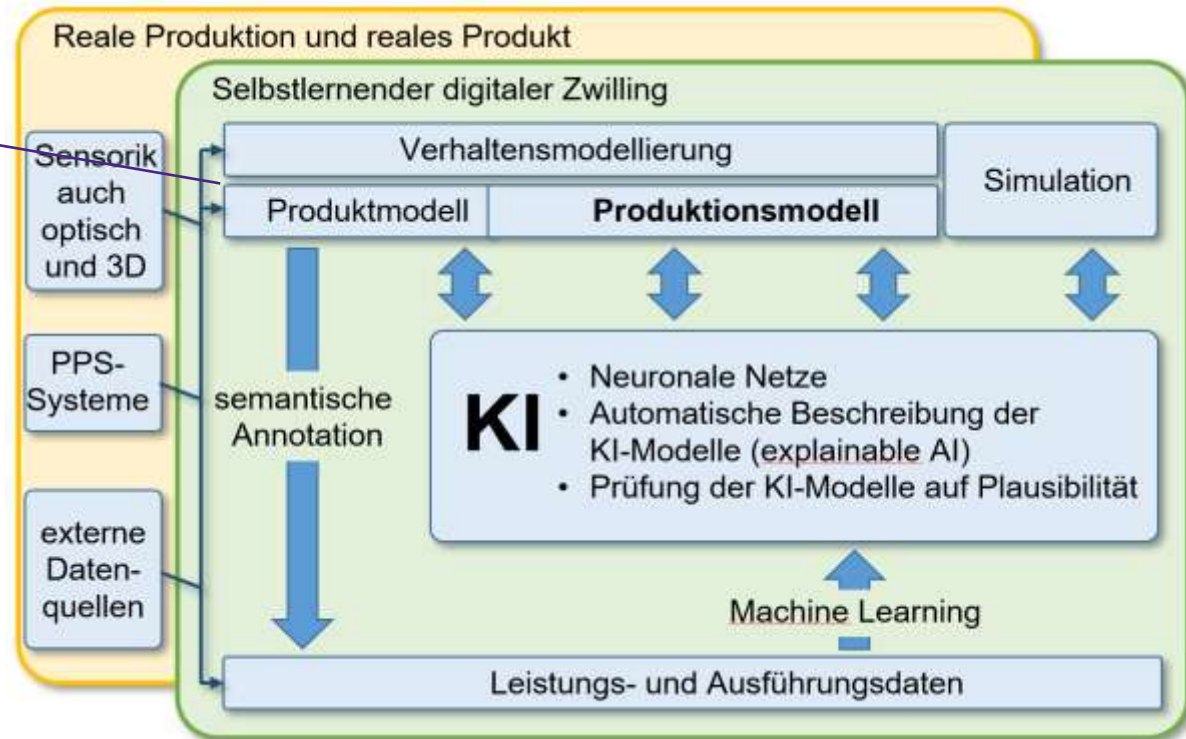 Reale Produktion und reales Produkt
Selbstlernender digitaler Zwilling
Sensorik
auch
optisch
und 3D
PPS-
Systeme
externe
Daten-
quellen
Verhaltensmodellierung
Produktmodell
Produktionsmodell
Simulation
semantische
Annotation
KI
• Neuronale Netze
• Automatische Beschreibung der
KI-Modelle (explainable AI)
• Prüfung der KI-Modelle auf Plausibilität
Machine Learning
Leistungs- und Ausführungsdaten